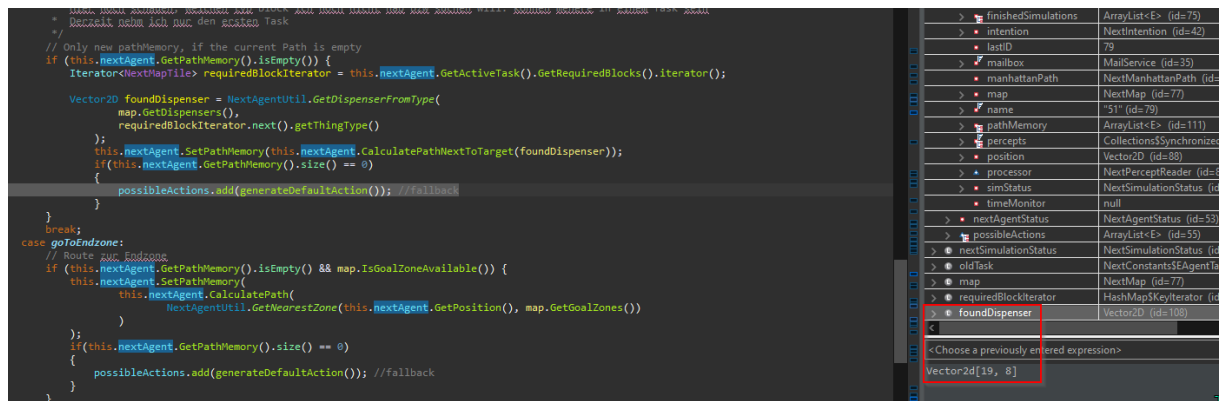 * Derzeit nehm ich nur den ersten Task
*/
// Only new pathMemory, if the current Path is empty
if (this.nextAgent.GetPathMemory().isEmpty()) {
Iterator<NextMapTile> requiredBlockIterator = this.nextAgent.GetActiveTask().GetRequiredBlocks().iterator();
Vector2D foundDispenser = NextAgentUtil.GetDispenserFromType(
map.GetDispensers(),
requiredBlockIterator.next().getThingType()
);
this.nextAgent.SetPathMemory(this.nextAgent.CalculatePathNextToTarget(foundDispenser));
if(this.nextAgent.GetPathMemory().size() == 0)
{
possibleActions.add(generateDefaultAction()); //fallback
}
}
break;
case goToEndzone:
// Route zur Endzone
if (this.nextAgent.GetPathMemory().isEmpty() && map.IsGoalZoneAvailable()) {
this.nextAgent.SetPathMemory(
this.nextAgent.CalculatePath(
NextAgentUtil.GetNearestZone(this.nextAgent.GetPosition(), map.GetGoalZones())
)
);
if(this.nextAgent.GetPathMemory().size() == 0)
{
possibleActions.add(generateDefaultAction()); //fallback
}
}
finishedSimulations ArrayList<E> (id=75)
intention NextIntention (id=42)
lastID 79
mailbox MailService (id=35)
manhattanPath NextManhattanPath (id=
map NextMap (id=77)
name "51" (id=79)
pathMemory ArrayList<E> (id=111)
percepts Collections$Synchronized
position Vector2D (id=88)
processor NextPerceptReader (id=8
simStatus NextSimulationStatus (id
timeMonitor null
nextAgentStatus NextAgentStatus (id=53)
possibleActions ArrayList<E> (id=55)
nextSimulationStatus NextSimulationStatus (id
oldTask NextConstants$EAgentTa
map NextMap (id=77)
requiredBlockIterator HashMap$KeyIterator (id
foundDispenser Vector2D (id=108)
<Choose a previously entered expression>
Vector2d[19, 8]